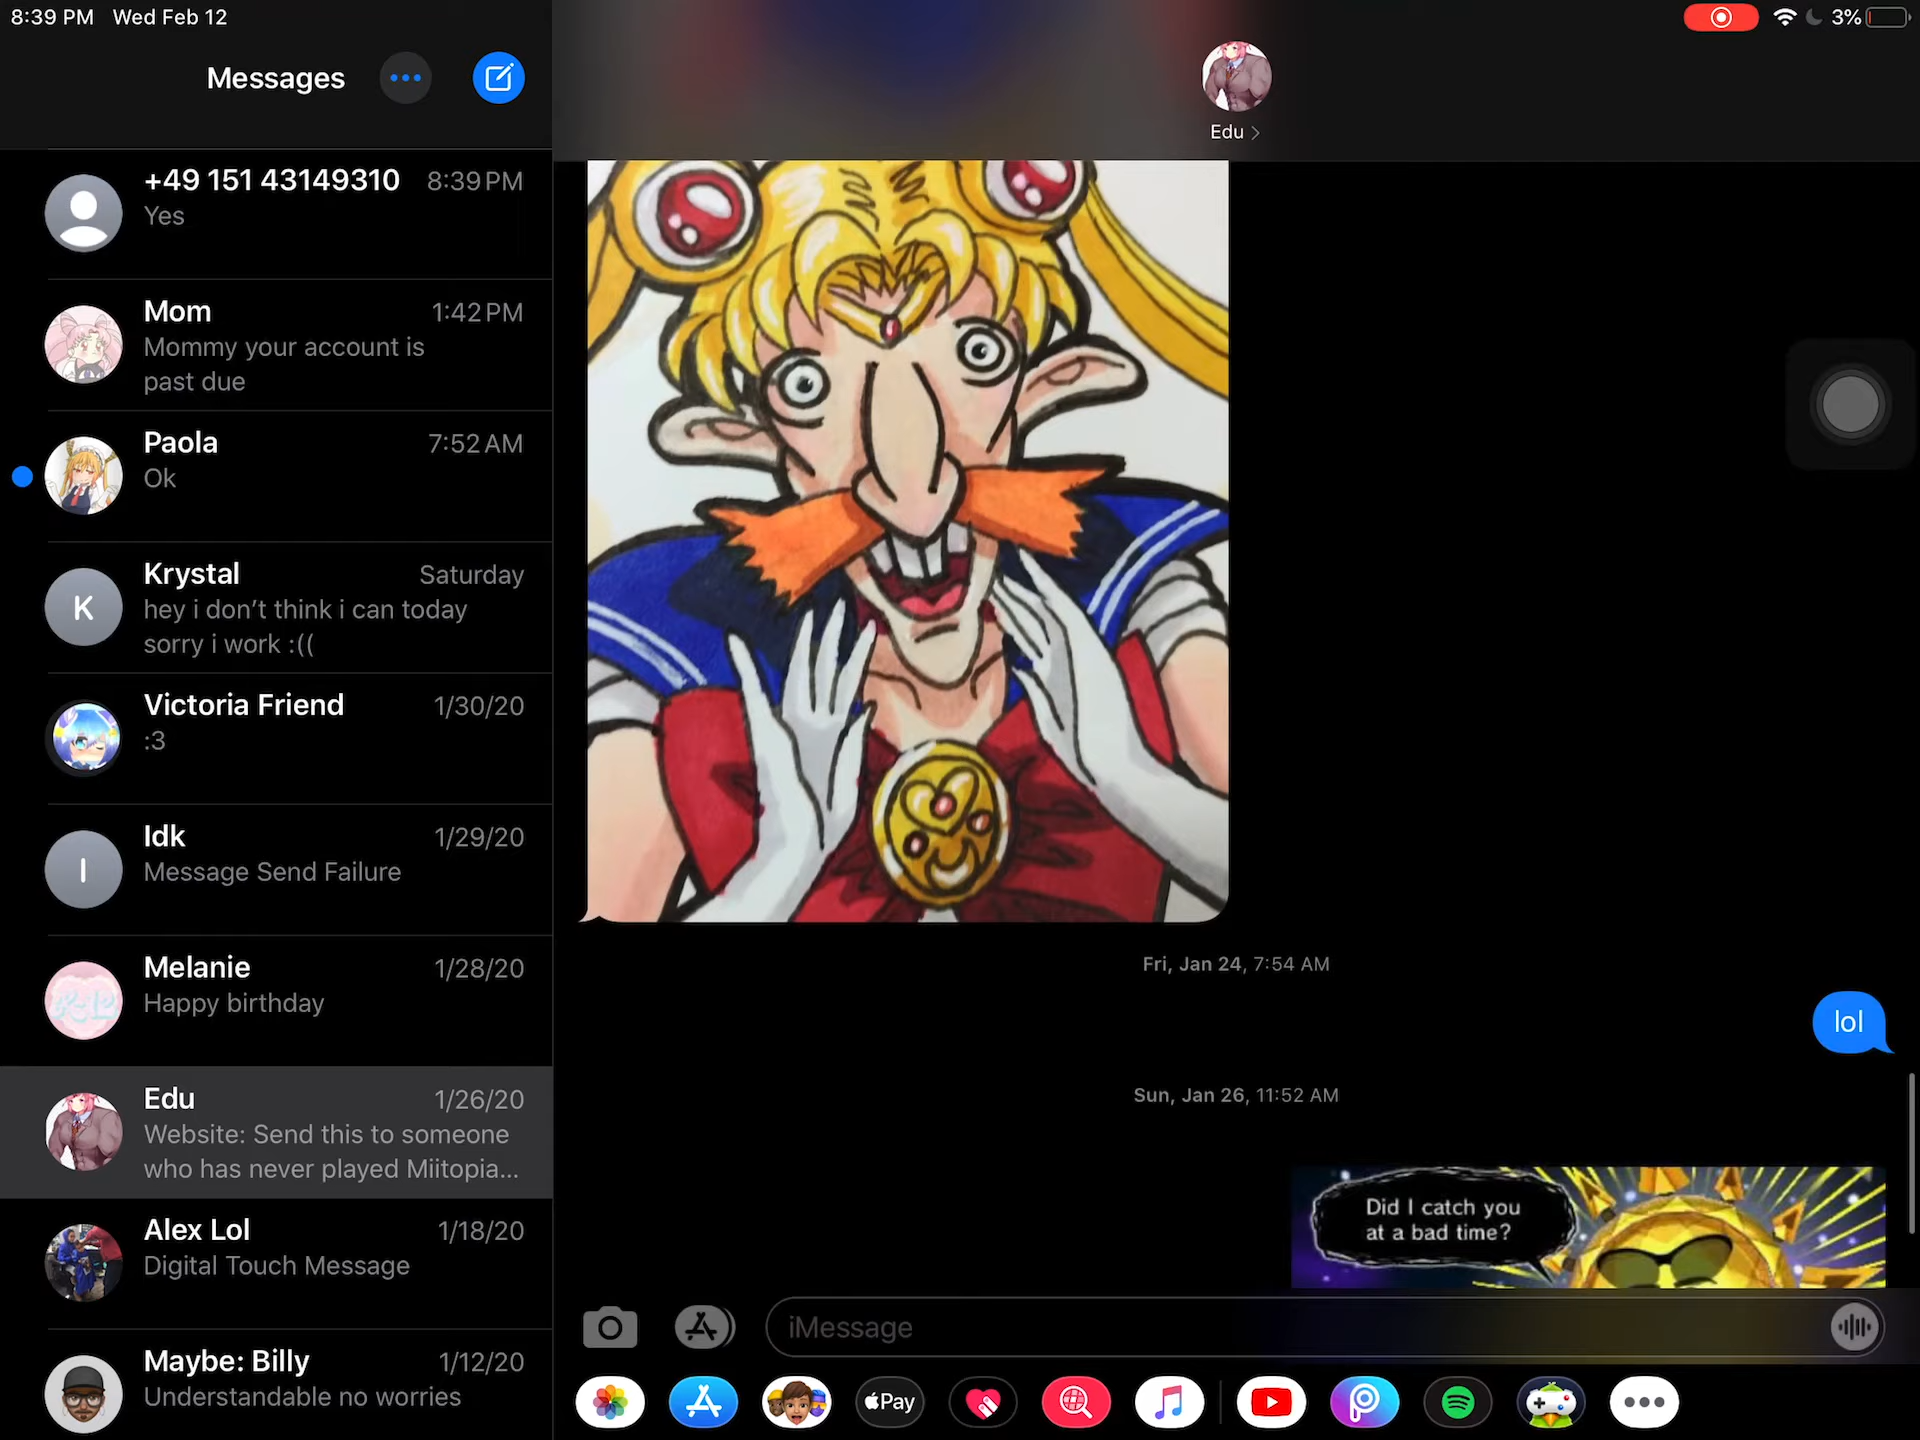 8:39 PM Wed Feb 12
3%
Messages
Edu
+49 151 43149310 8:39 PM
Yes
Mom 1:42 PM
Mommy your account is
past due
Paola 7:52 AM
Ok
Krystal Saturday
K
hey i don’t think i can today
sorry i work :((
Victoria Friend 1/30/20
:3
Idk 1/29/20
I
Message Send Failure
Melanie 1/28/20
Happy birthday
Edu 1/26/20
Website: Send this to someone
who has never played Miitopia...
Alex Lol 1/18/20
Digital Touch Message
Maybe: Billy 1/12/20
Understandable no worries
Fri, Jan 24, 7:54 AM
lol
Sun, Jan 26, 11:52 AM
Did I catch you
at a bad time?
iMessage
Pay